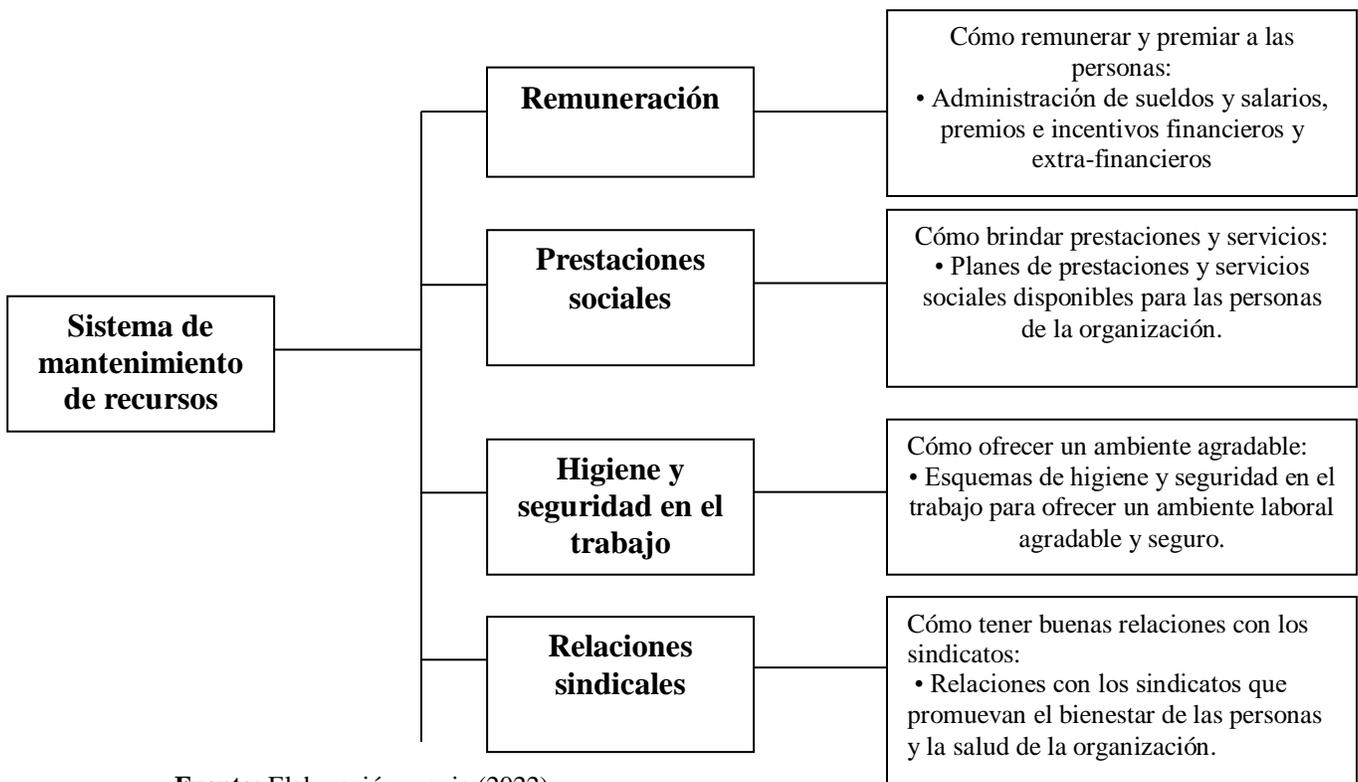 Sistema de
mantenimiento
de recursos
Remuneración
Cómo remunerar y premiar a las
personas:
• Administración de sueldos y salarios,
premios e incentivos financieros y
extra-financieros
Prestaciones
sociales
Cómo brindar prestaciones y servicios:
• Planes de prestaciones y servicios
sociales disponibles para las personas
de la organización.
Higiene y
seguridad en el
trabajo
Cómo ofrecer un ambiente agradable:
• Esquemas de higiene y seguridad en el
trabajo para ofrecer un ambiente laboral
agradable y seguro.
Relaciones
sindicales
Cómo tener buenas relaciones con los
sindicatos:
• Relaciones con los sindicatos que
promuevan el bienestar de las personas
y la salud de la organización.
Fuente: Elaboración propia (2022)